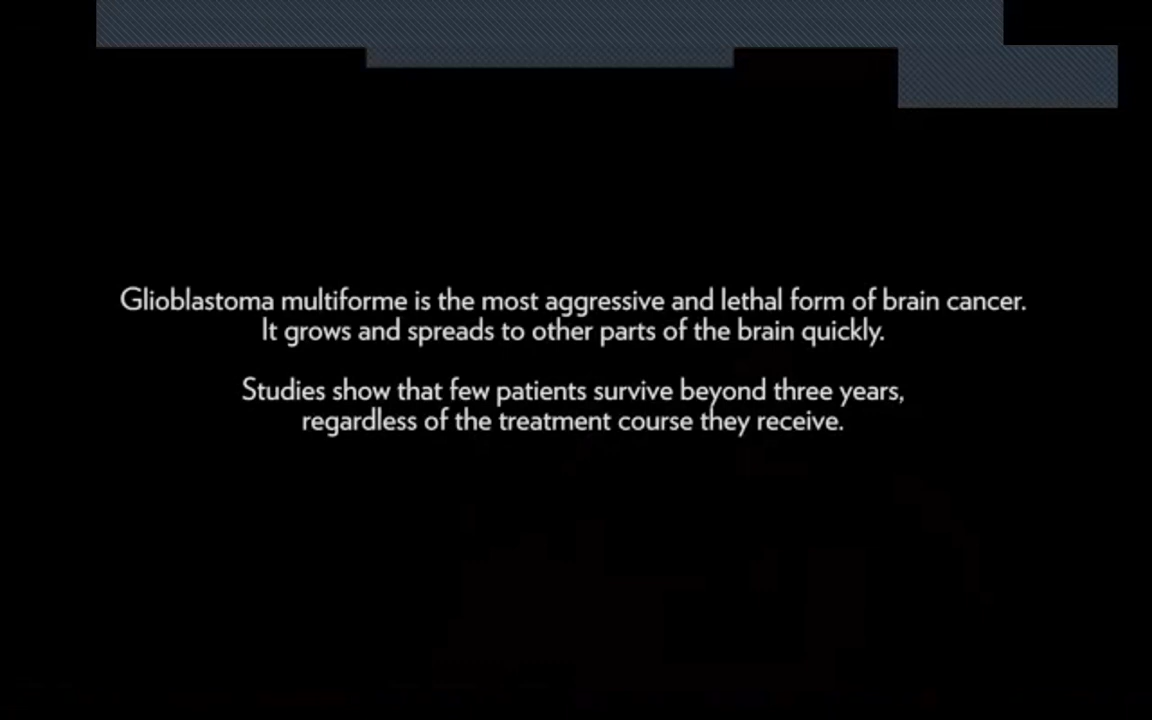 Glioblastoma multiforme is the most aggressive and lethal form of brain cancer.
It grows and spreads to other parts of the brain quickly.
Studies show that few patients survive beyond three years,
regardless of the treatment course they receive.